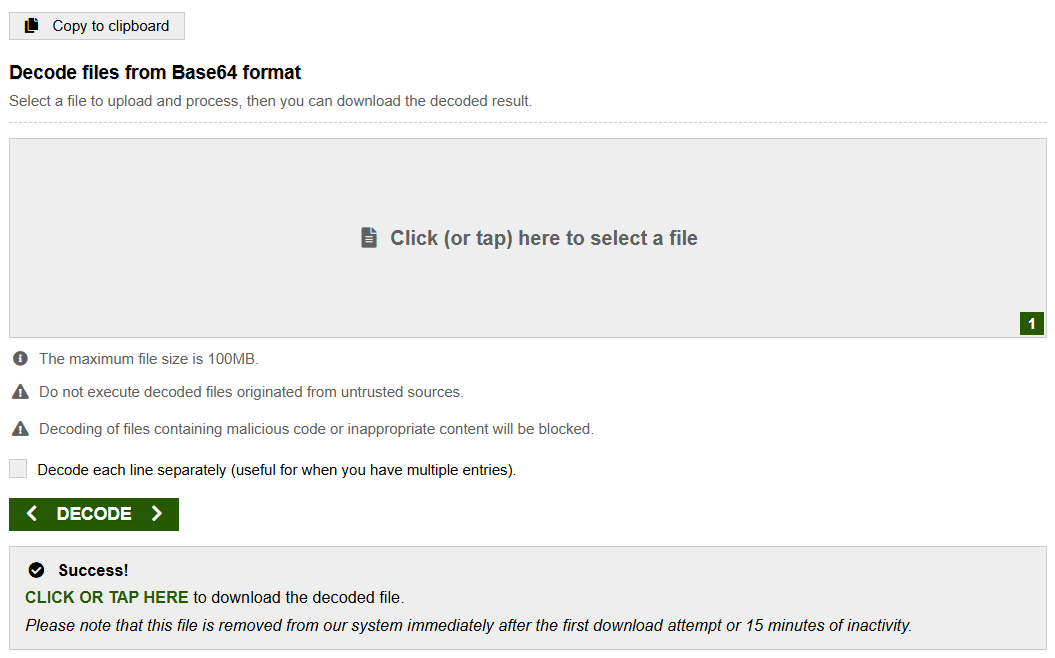 Copy to clipboard
Decode files from Base64 format
Select a file to upload and process, then you can download the decoded result.
Click (or tap) here to select a file
1
The maximum file size is 100MB.
Do not execute decoded files originated from untrusted sources.
Decoding of files containing malicious code or inappropriate content will be blocked.
Decode each line separately (useful for when you have multiple entries).
DECODE
Success!
CLICK OR TAP HERE to download the decoded file.
Please note that this file is removed from our system immediately after the first download attempt or 15 minutes of inactivity.